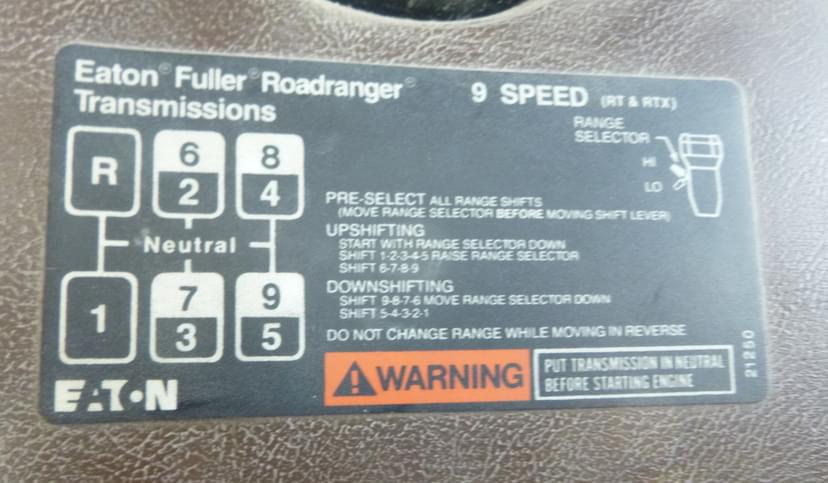 Eaton® Fuller® Roadranger®
Transmissions
9 SPEED (RT & RTX)
R 6 8
2 4
Neutral
1 7 9
3 5
EATON
RANGE
SELECTOR
HI
LO
PRE-SELECT ALL RANGE SHIFTS
(MOVE RANGE SELECTOR BEFORE MOVING SHIFT LEVER)
UPSHIFTING
START WITH RANGE SELECTOR DOWN
SHIFT 1-2-3-4-5 RAISE RANGE SELECTOR
SHIFT 6-7-8-9
DOWNSHIFTING
SHIFT 9-8-7-6 MOVE RANGE SELECTOR DOWN
SHIFT 5-4-3-2-1
DO NOT CHANGE RANGE WHILE MOVING IN REVERSE
WARNING
PUT TRANSMISSION IN NEUTRAL
BEFORE STARTING ENGINE
21250